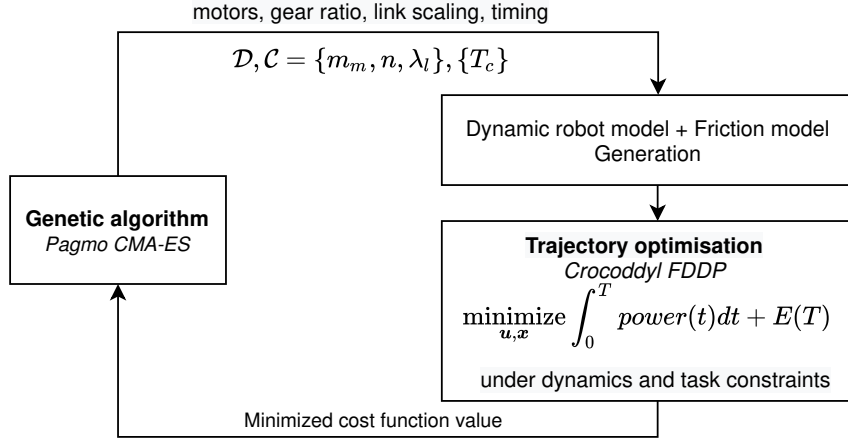 motors, gear ratio, link scaling, timing
𝒟, 𝒞 = {m_m, n, λ_l}, {T_c}
Dynamic robot model + Friction model
Generation
Genetic algorithm
Pagmo CMA-ES
Trajectory optimisation
Crocoddyl FDDP
minimize_{u,x} ∫_0^T power(t)dt + E(T)
under dynamics and task constraints
Minimized cost function value